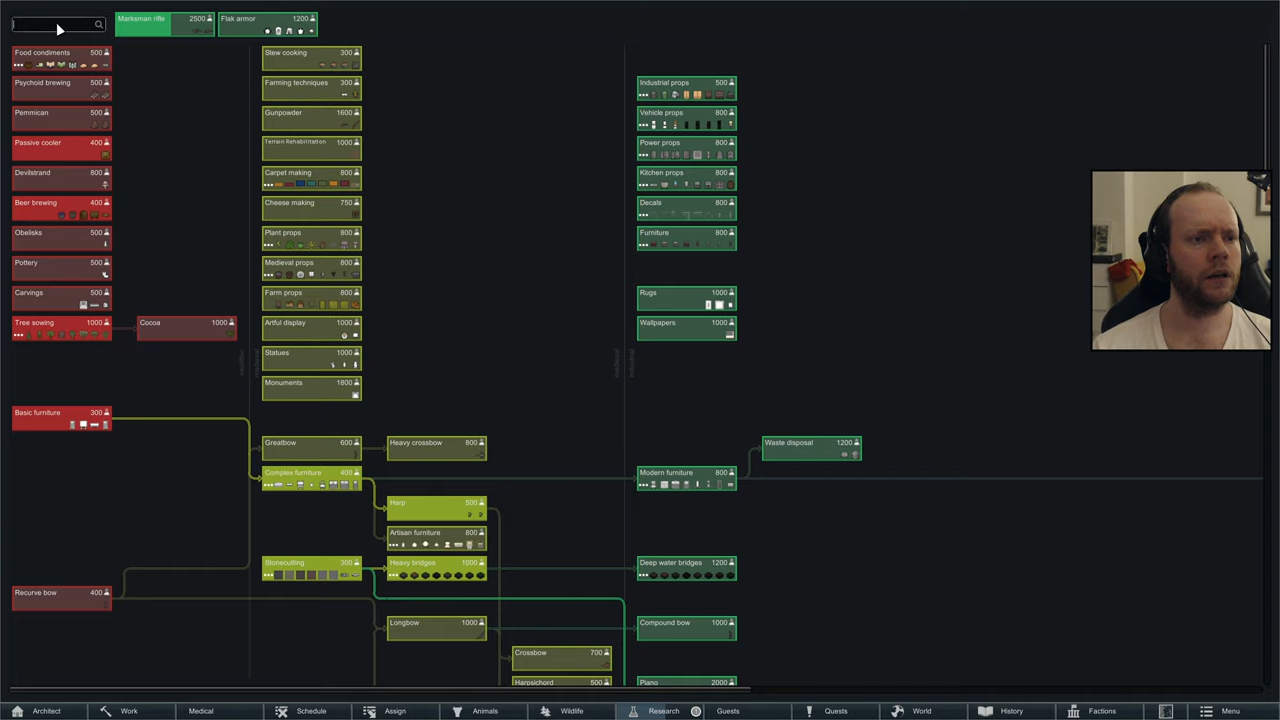 Marksman rifle 2500 Flak armor 1200
Food condiments 500 Stew cooking 300
Psychoid brewing 500 Farming techniques 300 Industrial props 500
Pemmican 500 Gunpowder 1600 Vehicle props 800
Passive cooler 400 Terrain Rehabilitation 1000 Power props 800
Devilstrand 800 Carpet making 800 Kitchen props 800
Beer brewing 400 Cheese making 750 Decals 800
Obelisks 500 Plant props 800 Furniture 800
Pottery 500 Medieval props 800
Carvings 500 Farm props 800 Rugs 1000
Tree sowing 1000 Cocoa 1000 Artful display 1000 Wallpapers 1000
Statues 1000
neolithic medieval medieval industrial
Monuments 1800
Basic furniture 300
Greatbow 600 Heavy crossbow 800 Waste disposal 1200
Complex furniture 400 Modern furniture 800
Harp 500
Artisan furniture 800
Stonecutting 300 Heavy bridges 1000 Deep water bridges 1200
Recurve bow 400
Longbow 1000 Compound bow 1000
Crossbow 700
Harpsichord 500 Piano 2000
Architect Work Medical Schedule Assign Animals Wildlife Research Guests Quests World History Factions Menu